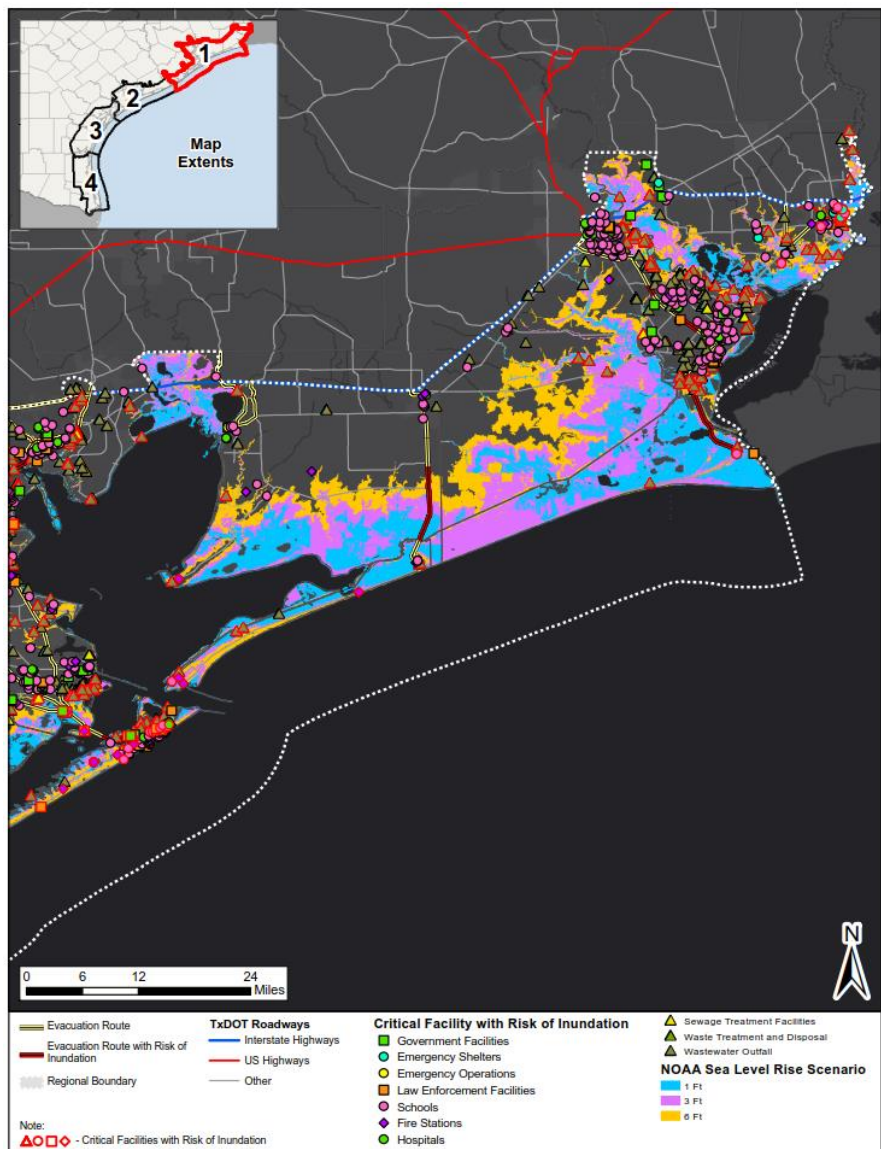 1
2
3
4
Map
Extents
N
0 6 12 24
Miles
Evacuation Route
Evacuation Route with Risk of
Inundation
Regional Boundary
Note:
- Critical Facilities with Risk of Inundation
TxDOT Roadways
Interstate Highways
US Highways
Other
Critical Facility with Risk of Inundation
Government Facilities
Emergency Shelters
Emergency Operations
Law Enforcement Facilities
Schools
Fire Stations
Hospitals
Sewage Treatment Facilities
Waste Treatment and Disposal
Wastewater Outfall
NOAA Sea Level Rise Scenario
1 Ft
3 Ft
6 Ft